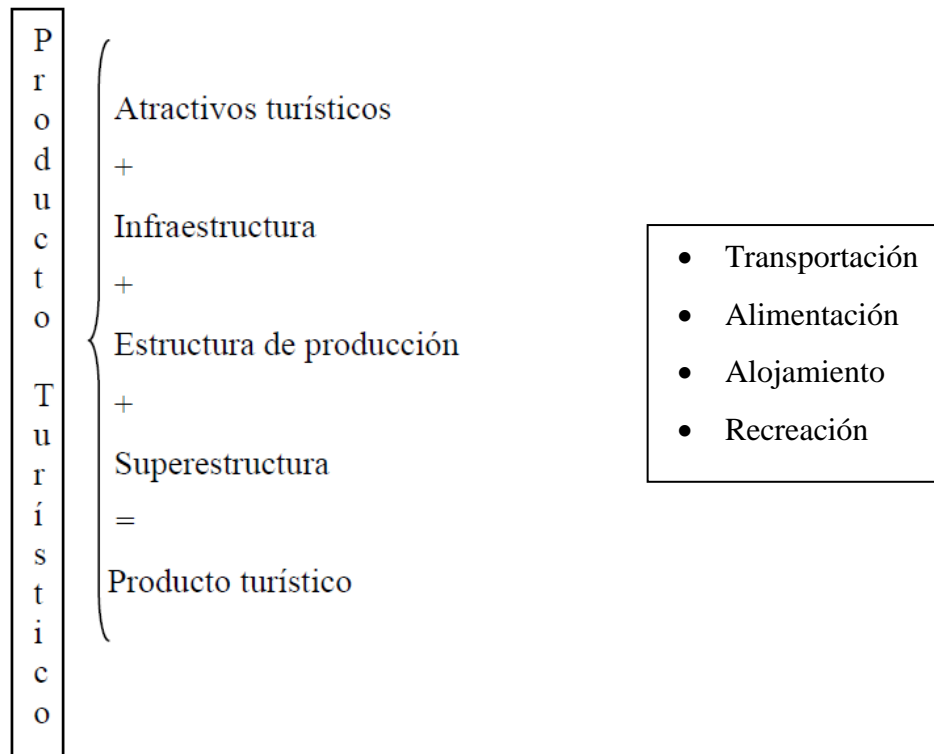 Producto Turístico
Atractivos turísticos
+
Infraestructura
+
Estructura de producción
+
Superestructura
=
Producto turístico
• Transportación
• Alimentación
• Alojamiento
• Recreación